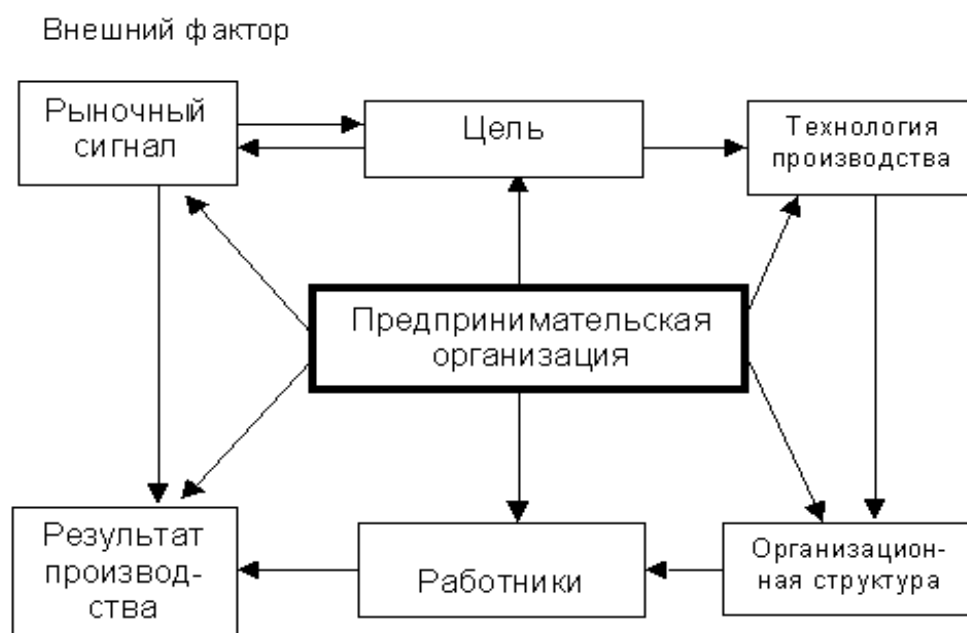 Внешний фактор
Рыночный
сигнал
Цель
Технология
производства
Предпринимательская
организация
Результат
производ-
ства
Работники
Организацион-
ная структура